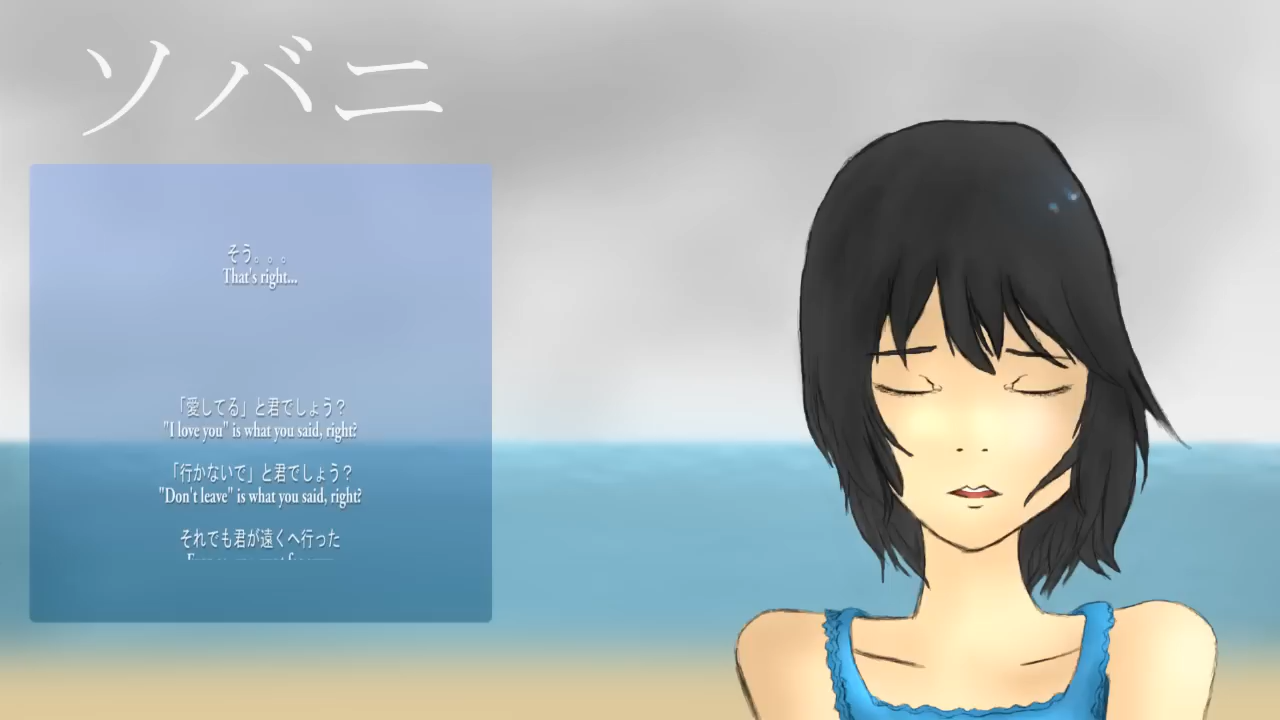 ソバニ
そう。。。
That's right...
「愛してる」と君でしょう？
"I love you" is what you said, right?
「行かないで」と君でしょう？
"Don't leave" is what you said, right?
それでも君が遠くへ行った